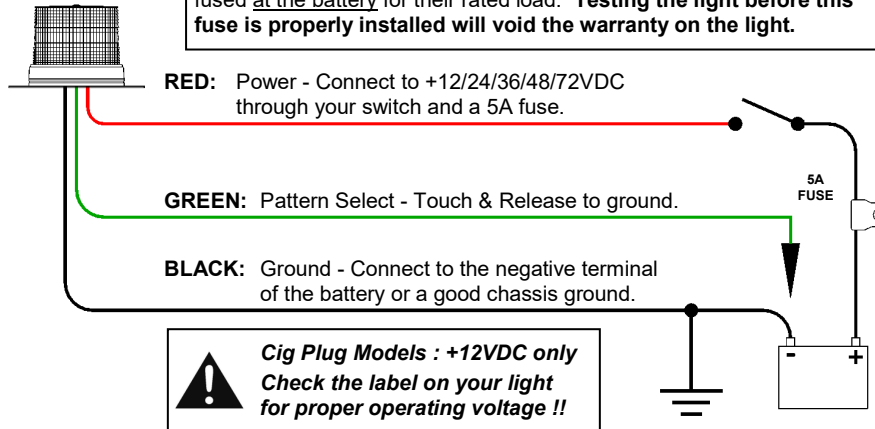 fused at the battery for their rated load. Testing the light before this
fuse is properly installed will void the warranty on the light.
RED: Power - Connect to +12/24/36/48/72VDC
through your switch and a 5A fuse.
5A
FUSE
GREEN: Pattern Select - Touch & Release to ground.
BLACK: Ground - Connect to the negative terminal
of the battery or a good chassis ground.
- +
Cig Plug Models : +12VDC only
Check the label on your light
for proper operating voltage !!